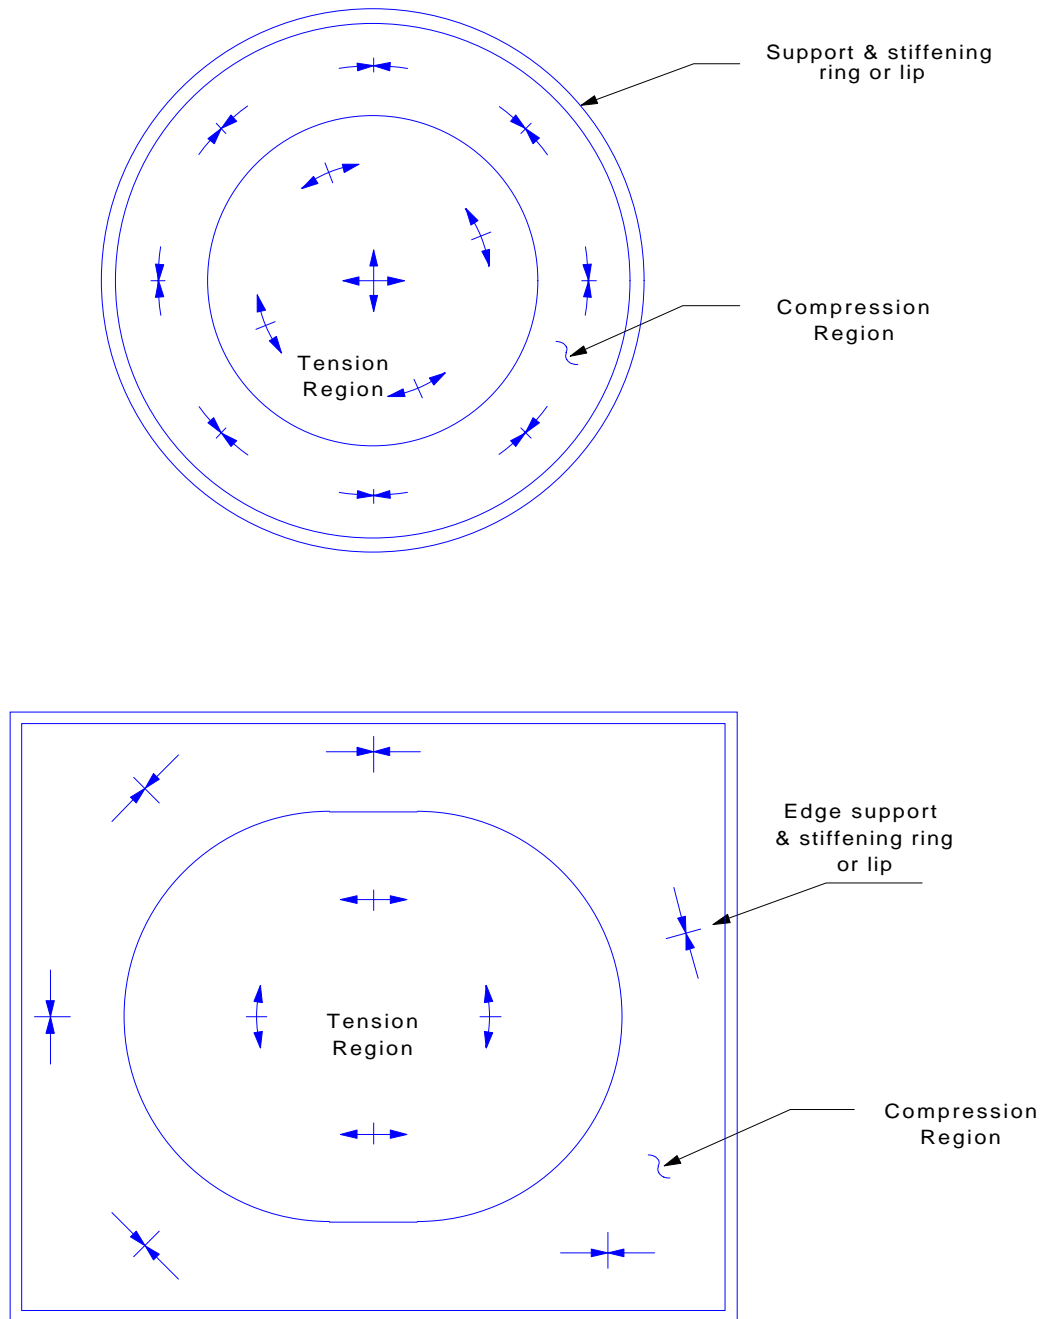 Support & stiffening
ring or lip
Compression
Region
Tension
Region
Edge support
& stiffening ring
or lip
Tension
Region
Compression
Region